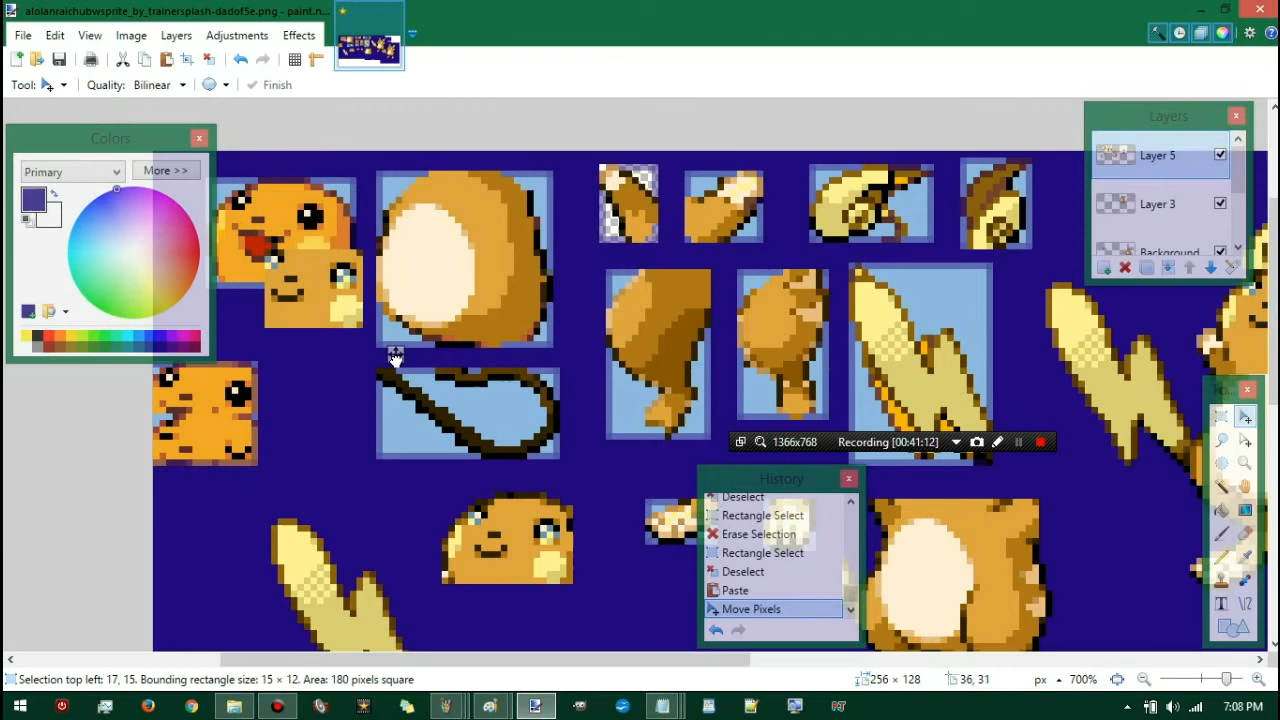 alolanraichubwsprite_by_trainersplash-dadof5e.png - paint.n...
File Edit View Image Layers Adjustments Effects
Tool: Quality: Bilinear Finish
Colors
Primary More >>
Layers
Layer 5
Layer 3
Background
1366x768 Recording [00:41:12]
History
Deselect
Rectangle Select
Erase Selection
Rectangle Select
Deselect
Paste
Move Pixels
Selection top left: 17, 15. Bounding rectangle size: 15 × 12. Area: 180 pixels square 256 × 128 36, 31 px 700%
7:08 PM